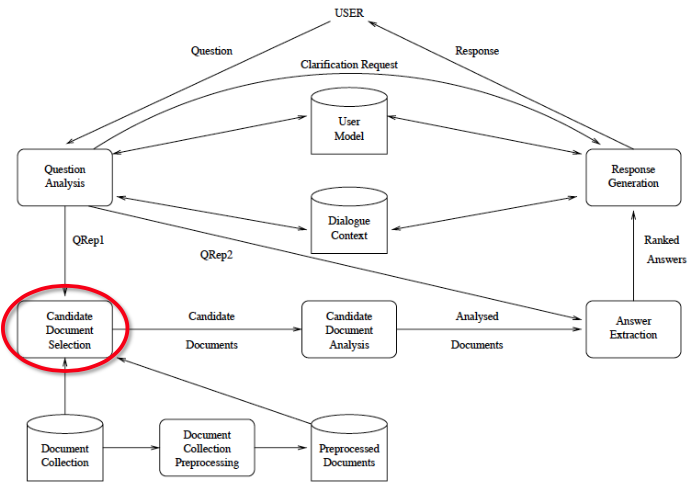 USER
Question
Response
Clarification Request
User
Model
Question
Analysis
Response
Generation
Dialogue
Context
QRep1
QRep2
Ranked
Answers
Candidate
Document
Selection
Candidate
Documents
Candidate
Document
Analysis
Analysed
Documents
Answer
Extraction
Document
Collection
Document
Collection
Preprocessing
Preprocessed
Documents